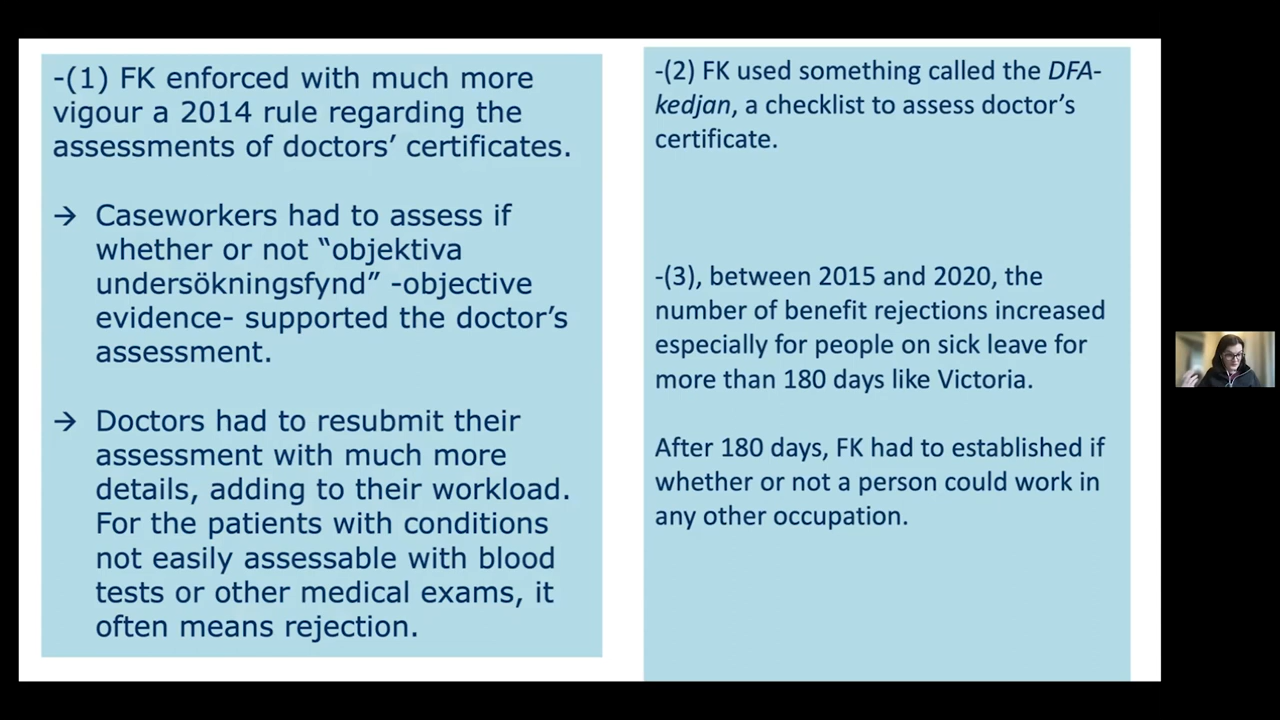 -(1) FK enforced with much more
vigour a 2014 rule regarding the
assessments of doctors’ certificates.
→ Caseworkers had to assess if
whether or not “objektiva
undersökningsfynd” -objective
evidence- supported the doctor’s
assessment.
→ Doctors had to resubmit their
assessment with much more
details, adding to their workload.
For the patients with conditions
not easily assessable with blood
tests or other medical exams, it
often means rejection.
-(2) FK used something called the DFA-
kedjan, a checklist to assess doctor’s
certificate.
-(3), between 2015 and 2020, the
number of benefit rejections increased
especially for people on sick leave for
more than 180 days like Victoria.
After 180 days, FK had to established if
whether or not a person could work in
any other occupation.